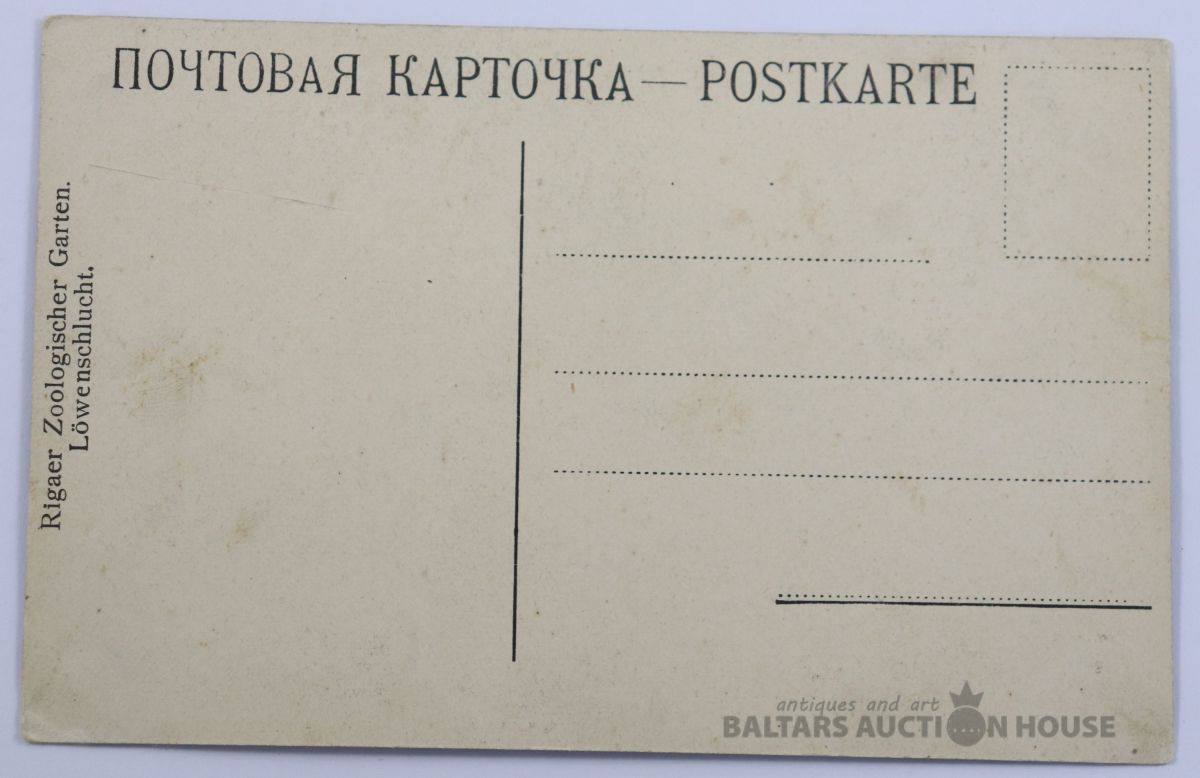 ПОЧТОВАЯ КАРТОЧКА — POSTKARTE
Rigaer Zoologischer Garten.
Löwenschlucht.
antiques and art
BALTARS AUCTION HOUSE